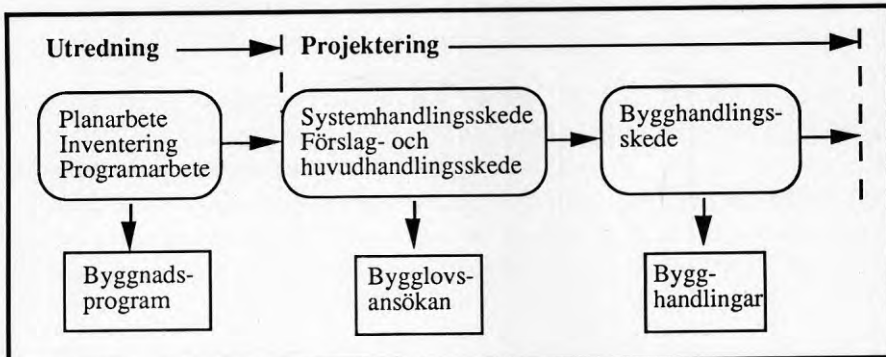 Utredning
Projektering
Planarbete
Inventering
Programarbete
Systemhandlingsskede
Förslag- och
huvudhandlingsskede
Bygghandlings-
skede
Byggnads-
program
Bygglovs-
ansökan
Bygg-
handlingar